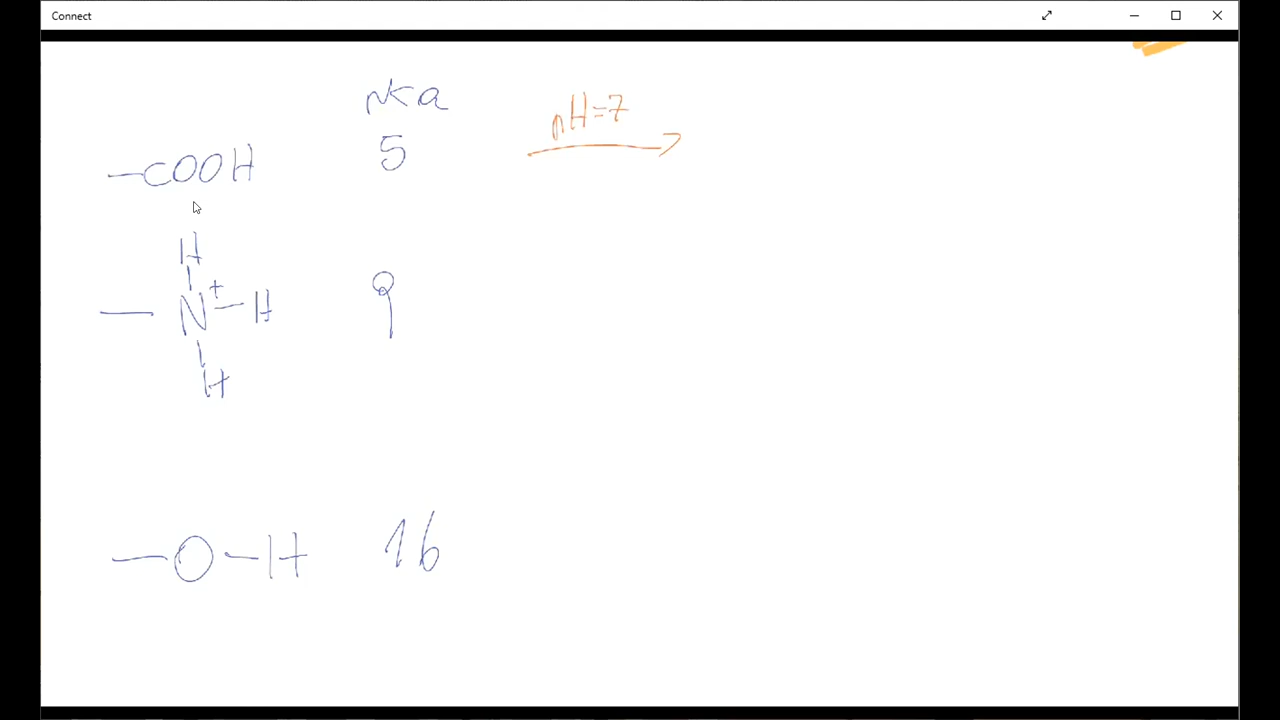 Connect
pKa
pH=7
-COOH 5
H
— N⁺ - H 9
H
— O - H 16